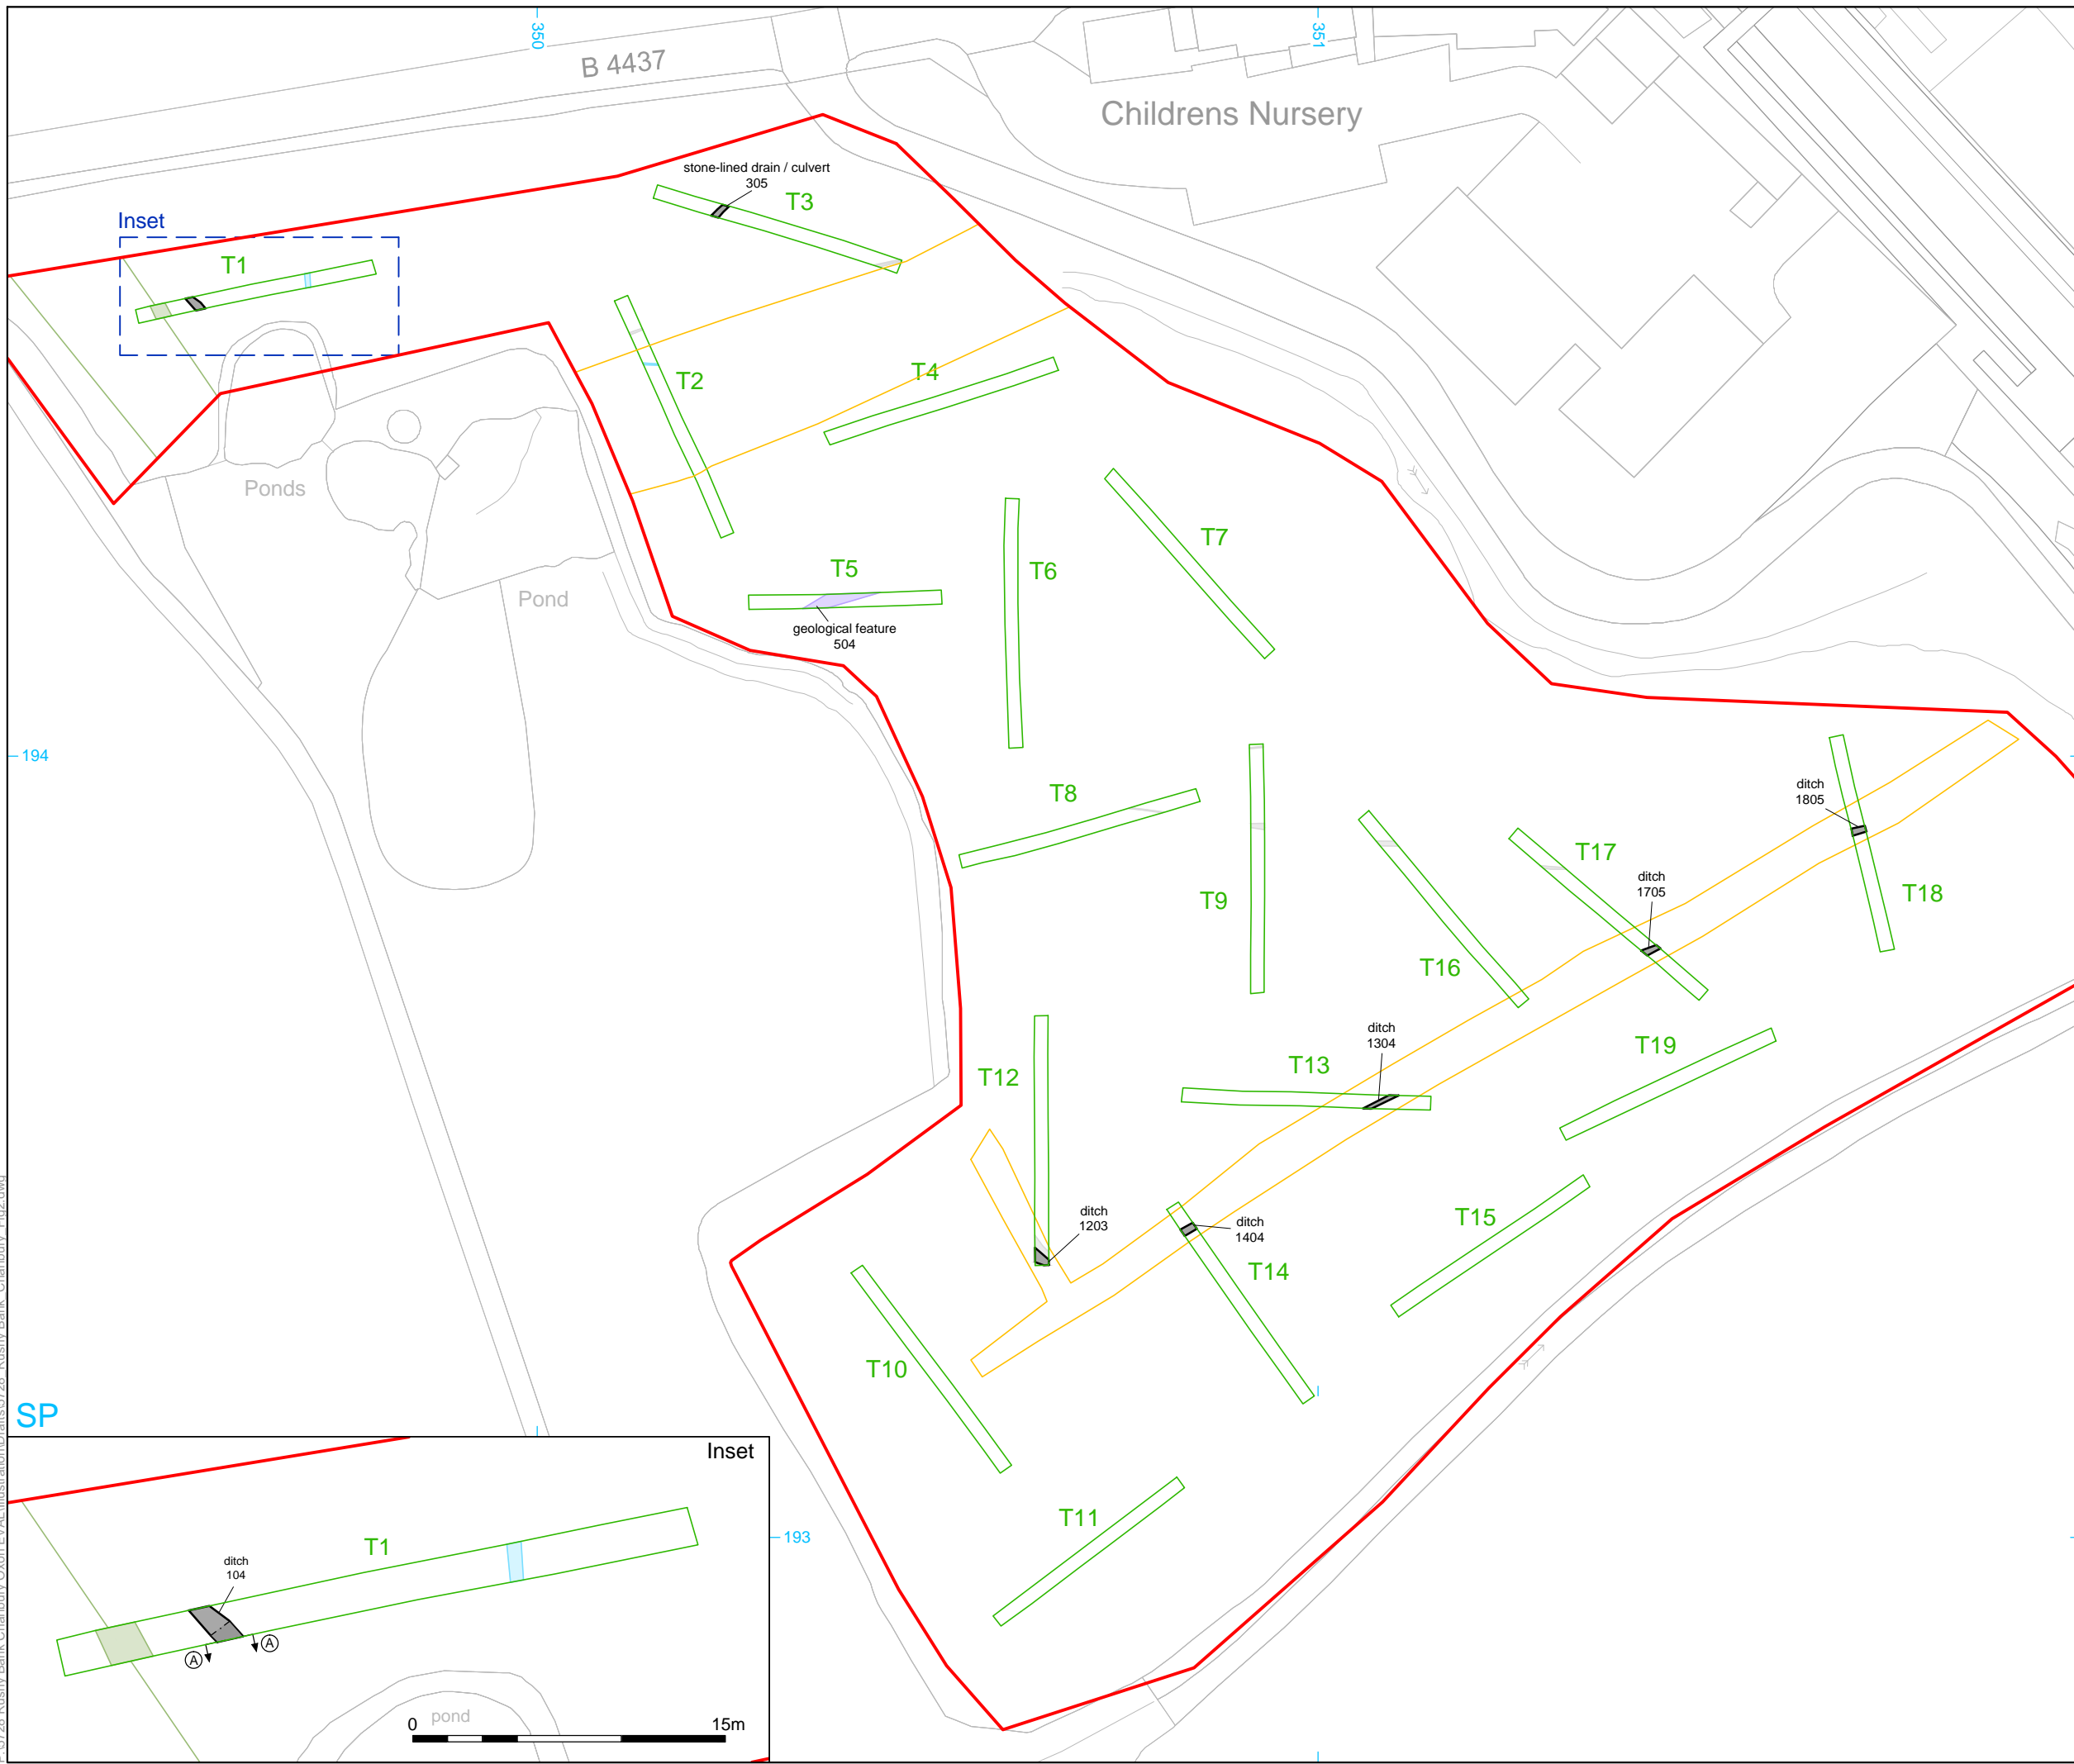 350
351
B 4437
Childrens Nursery
stone-lined drain / culvert
305
T3
Inset
T1
T2
T4
Ponds
T7
T6
T5
Pond
geological feature
504
194
T8
ditch
1805
T17
ditch
1705
T18
T9
T16
ditch
1304
T19
T13
T12
ditch
1203
ditch
1404
T15
T14
T10
SP
Inset
T11
193
T1
ditch
104
A
A
pond
0
15m